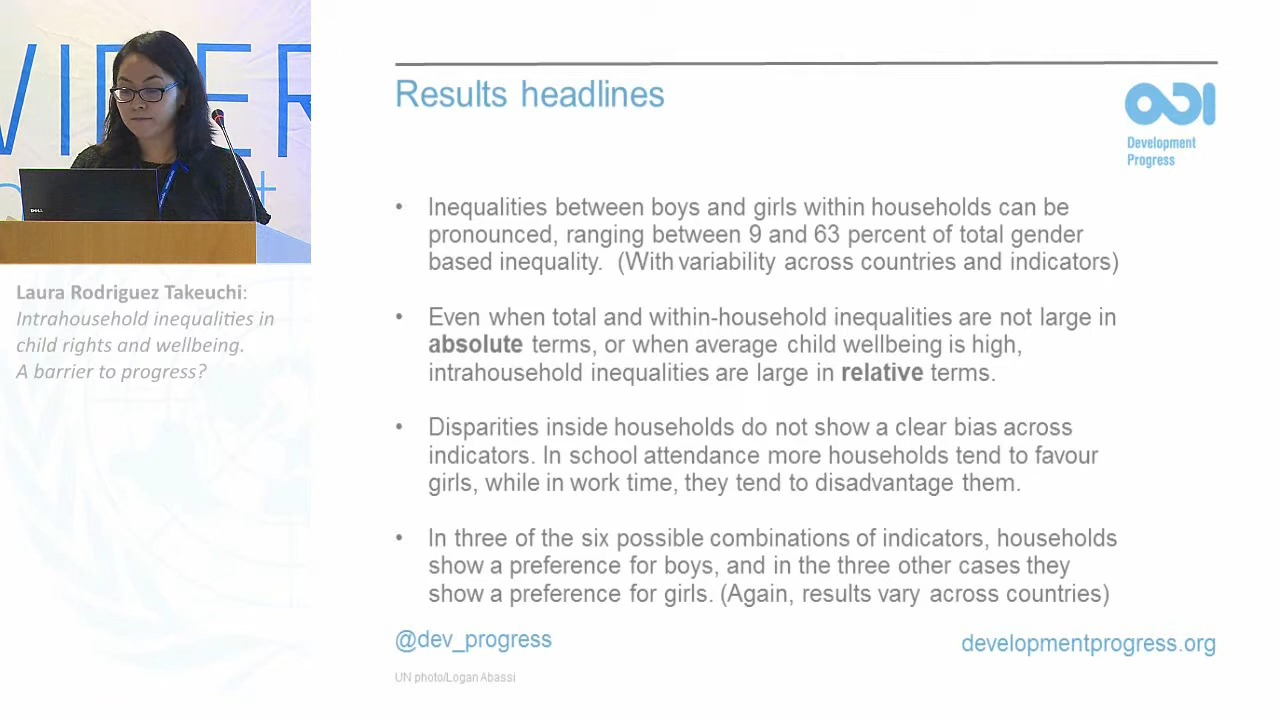 WIDER
DELL
Laura Rodriguez Takeuchi:
Intrahousehold inequalities in
child rights and wellbeing.
A barrier to progress?
Results headlines
ODI
Development
Progress
• Inequalities between boys and girls within households can be
pronounced, ranging between 9 and 63 percent of total gender
based inequality. (With variability across countries and indicators)
• Even when total and within-household inequalities are not large in
absolute terms, or when average child wellbeing is high,
intrahousehold inequalities are large in relative terms.
• Disparities inside households do not show a clear bias across
indicators. In school attendance more households tend to favour
girls, while in work time, they tend to disadvantage them.
• In three of the six possible combinations of indicators, households
show a preference for boys, and in the three other cases they
show a preference for girls. (Again, results vary across countries)
@dev_progress
developmentprogress.org
UN photo/Logan Abassi